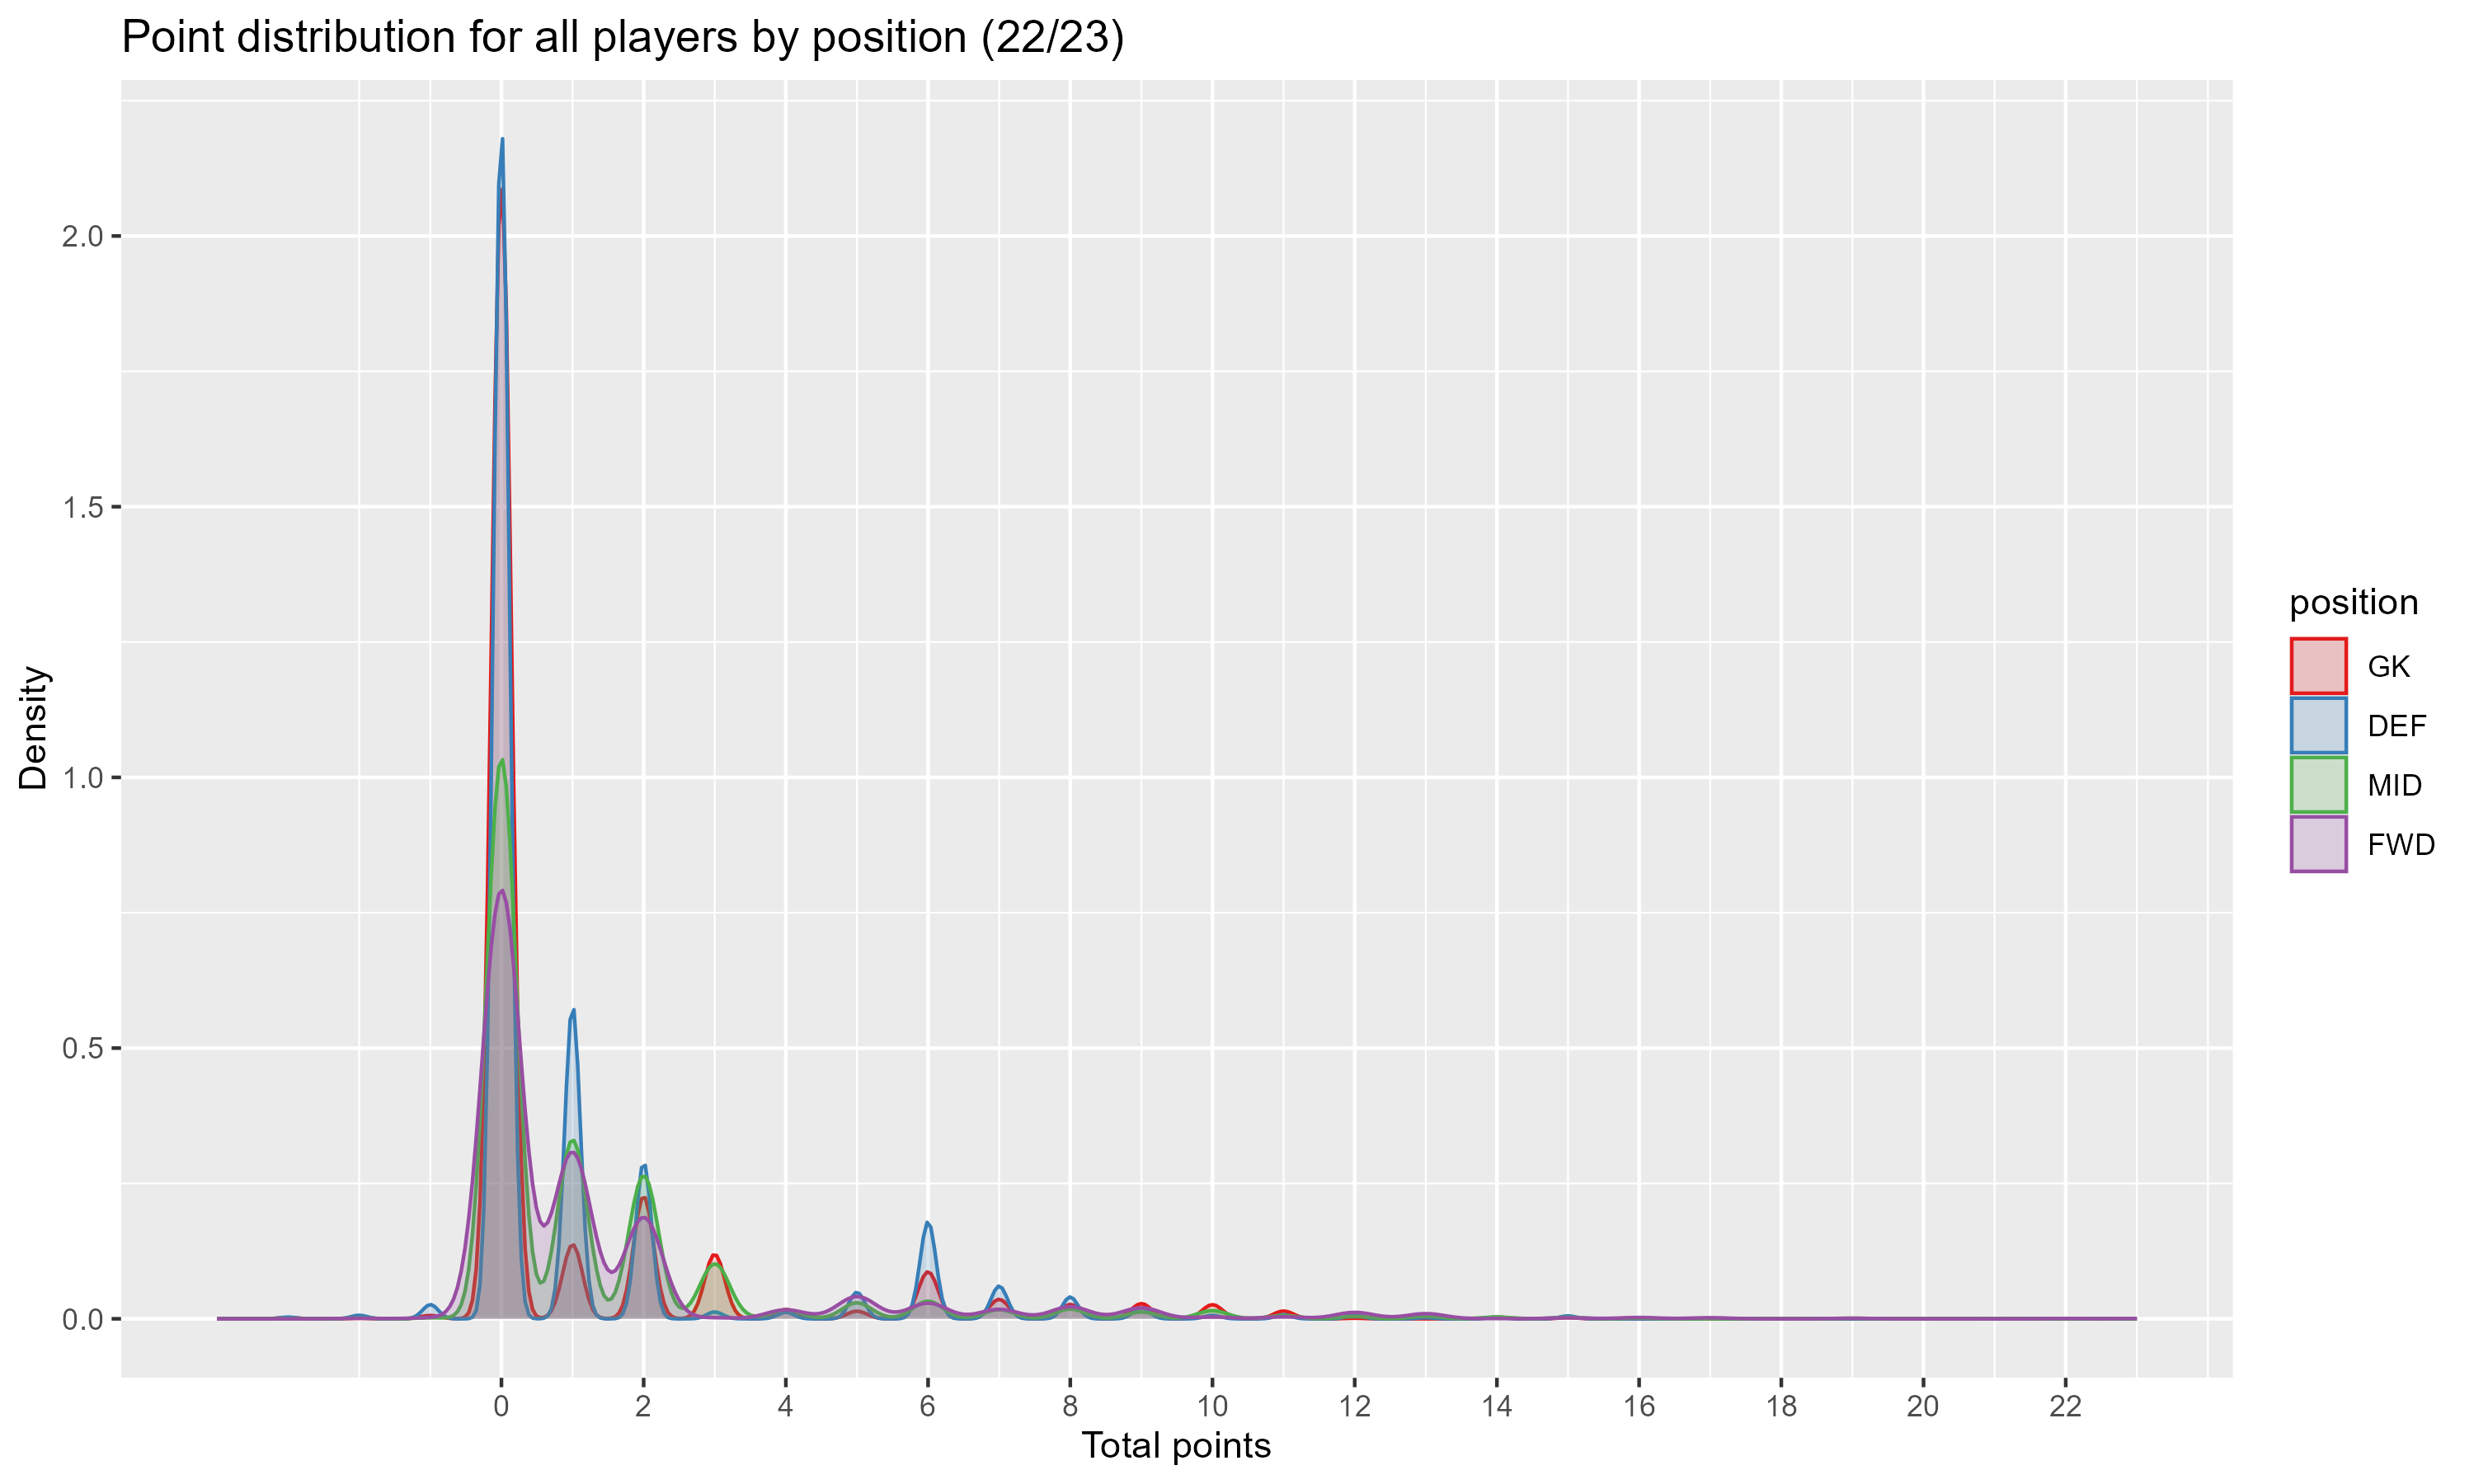 Point distribution for all players by position (22/23)
Density
2.0
1.5
1.0
0.5
0.0
0 2 4 6 8 10 12 14 16 18 20 22
Total points
position
GK
DEF
MID
FWD